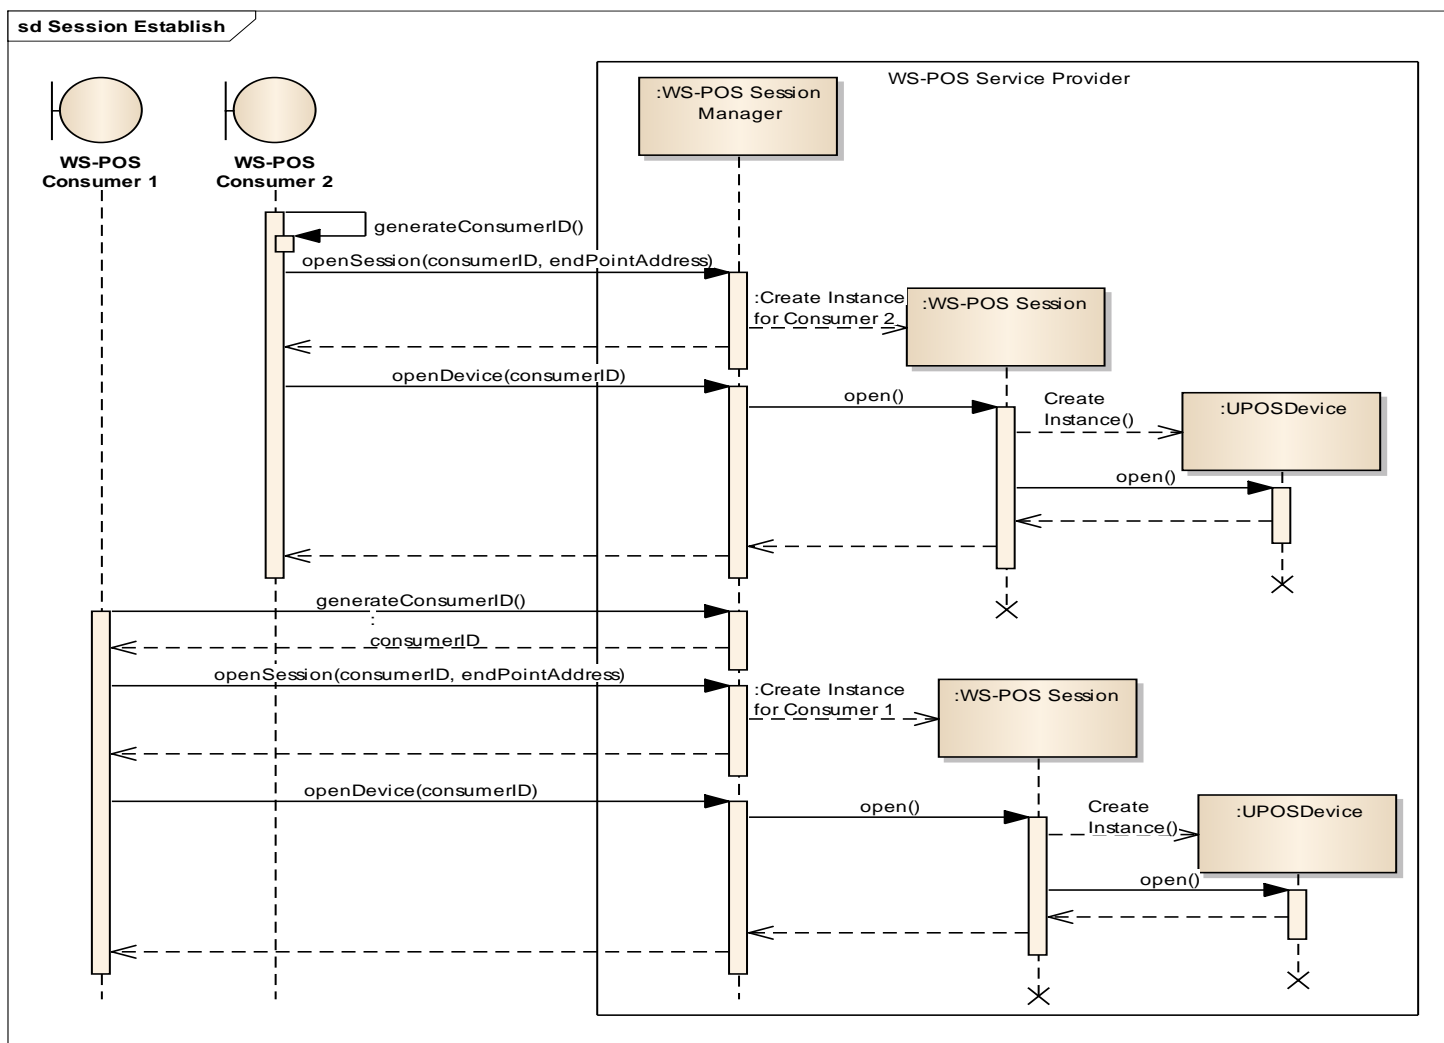 sd Session Establish
WS-POS Service Provider
:WS-POS Session
Manager
WS-POS
Consumer 1
WS-POS
Consumer 2
generateConsumerID()
openSession(consumerID, endPointAddress)
:Create Instance
for Consumer 2
:WS-POS Session
openDevice(consumerID)
open()
Create
Instance()
:UPOSDevice
open()
generateConsumerID()
:
consumerID
openSession(consumerID, endPointAddress)
:Create Instance
for Consumer 1
:WS-POS Session
openDevice(consumerID)
open()
Create
Instance()
:UPOSDevice
open()